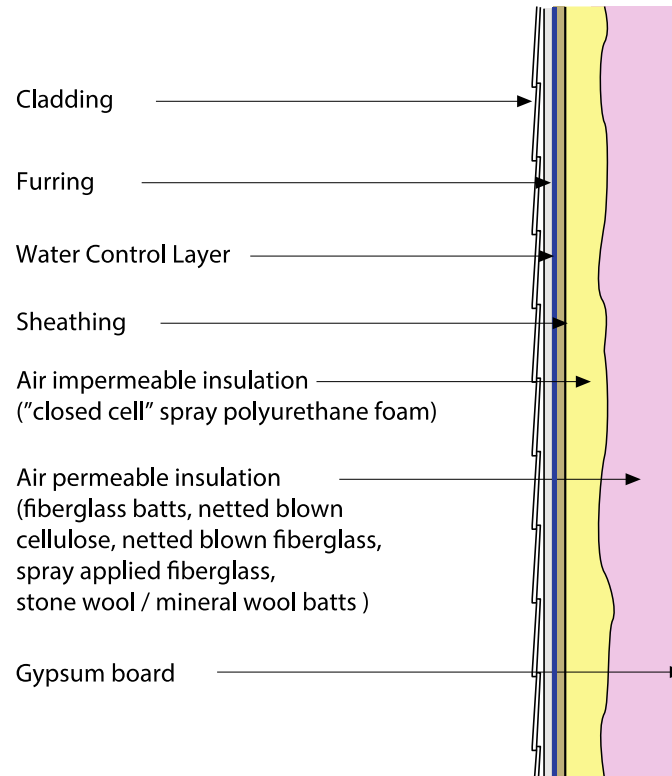 Cladding
Furring
Water Control Layer
Sheathing
Air impermeable insulation
(”closed cell” spray polyurethane foam)
Air permeable insulation
(fiberglass batts, netted blown
cellulose, netted blown fiberglass,
spray applied fiberglass,
stone wool / mineral wool batts )
Gypsum board